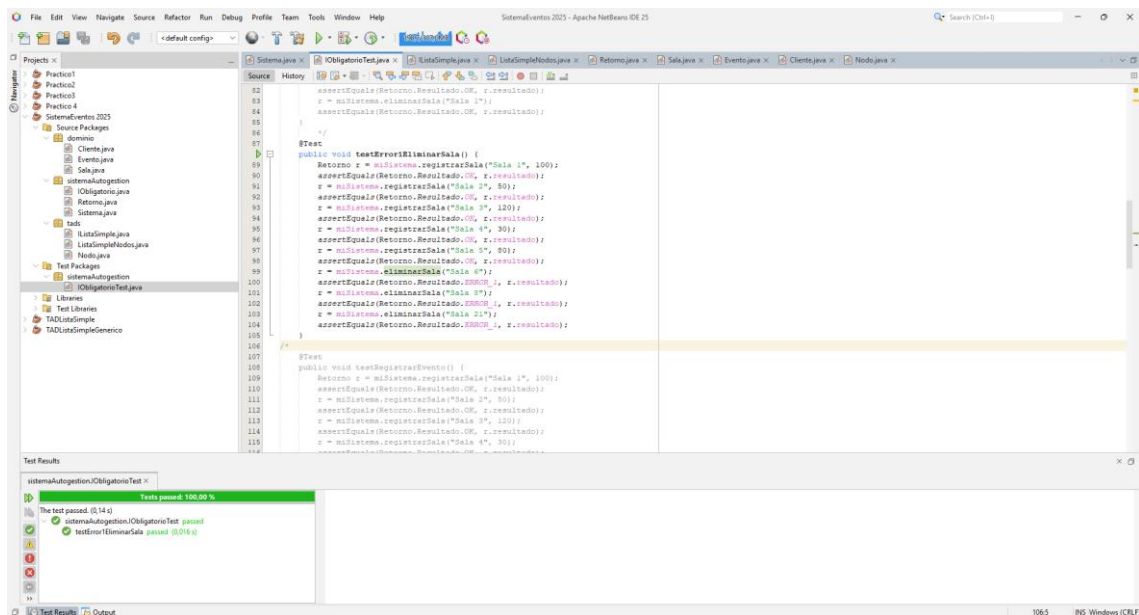 File Edit View Navigate Source Refactor Run Debug Profile Team Tools Window Help
SistemaEventos 2025 - Apache NetBeans IDE 25
Search (Ctrl+I)
<default config>
Projects
Sistema.java
IObligatorioTest.java
IListaSimple.java
ListaSimpleNodos.java
Retorno.java
Sala.java
Evento.java
Cliente.java
Nodo.java
Navigator
Source History
Practico1
Practico2
Practico3
Practico 4
SistemaEventos 2025
Source Packages
dominio
Cliente.java
Evento.java
Sala.java
sistemaAutogestion
IObligatorio.java
Retorno.java
Sistema.java
tads
IListaSimple.java
ListaSimpleNodos.java
Nodo.java
Test Packages
sistemaAutogestion
IObligatorioTest.java
Libraries
Test Libraries
TADListaSimple
TADListaSimpleGenerico
82 assertEquals(Retorno.Resultado.OK, r.resultado);
83 r = miSistema.eliminarSala("Sala 1");
84 assertEquals(Retorno.Resultado.OK, r.resultado);
85 }
86 */
87 @Test
public void testError1EliminarSala() {
89 Retorno r = miSistema.registrarSala("Sala 1", 100);
90 assertEquals(Retorno.Resultado.OK, r.resultado);
91 r = miSistema.registrarSala("Sala 2", 50);
92 assertEquals(Retorno.Resultado.OK, r.resultado);
93 r = miSistema.registrarSala("Sala 3", 120);
94 assertEquals(Retorno.Resultado.OK, r.resultado);
95 r = miSistema.registrarSala("Sala 4", 30);
96 assertEquals(Retorno.Resultado.OK, r.resultado);
97 r = miSistema.registrarSala("Sala 5", 80);
98 assertEquals(Retorno.Resultado.OK, r.resultado);
99 r = miSistema.eliminarSala("Sala 6");
100 assertEquals(Retorno.Resultado.ERROR_1, r.resultado);
101 r = miSistema.eliminarSala("Sala 8");
102 assertEquals(Retorno.Resultado.ERROR_1, r.resultado);
103 r = miSistema.eliminarSala("Sala 21");
104 assertEquals(Retorno.Resultado.ERROR_1, r.resultado);
105 }
106 /*
107 @Test
108 public void testRegistrarEvento() {
109 Retorno r = miSistema.registrarSala("Sala 1", 100);
110 assertEquals(Retorno.Resultado.OK, r.resultado);
111 r = miSistema.registrarSala("Sala 2", 50);
112 assertEquals(Retorno.Resultado.OK, r.resultado);
113 r = miSistema.registrarSala("Sala 3", 120);
114 assertEquals(Retorno.Resultado.OK, r.resultado);
115 r = miSistema.registrarSala("Sala 4", 30);
Test Results
sistemaAutogestion.IObligatorioTest
Tests passed: 100,00 %
The test passed. (0,14 s)
sistemaAutogestion.IObligatorioTest passed
testError1EliminarSala passed (0,016 s)
Test Results Output
106:5 INS Windows (CRLF